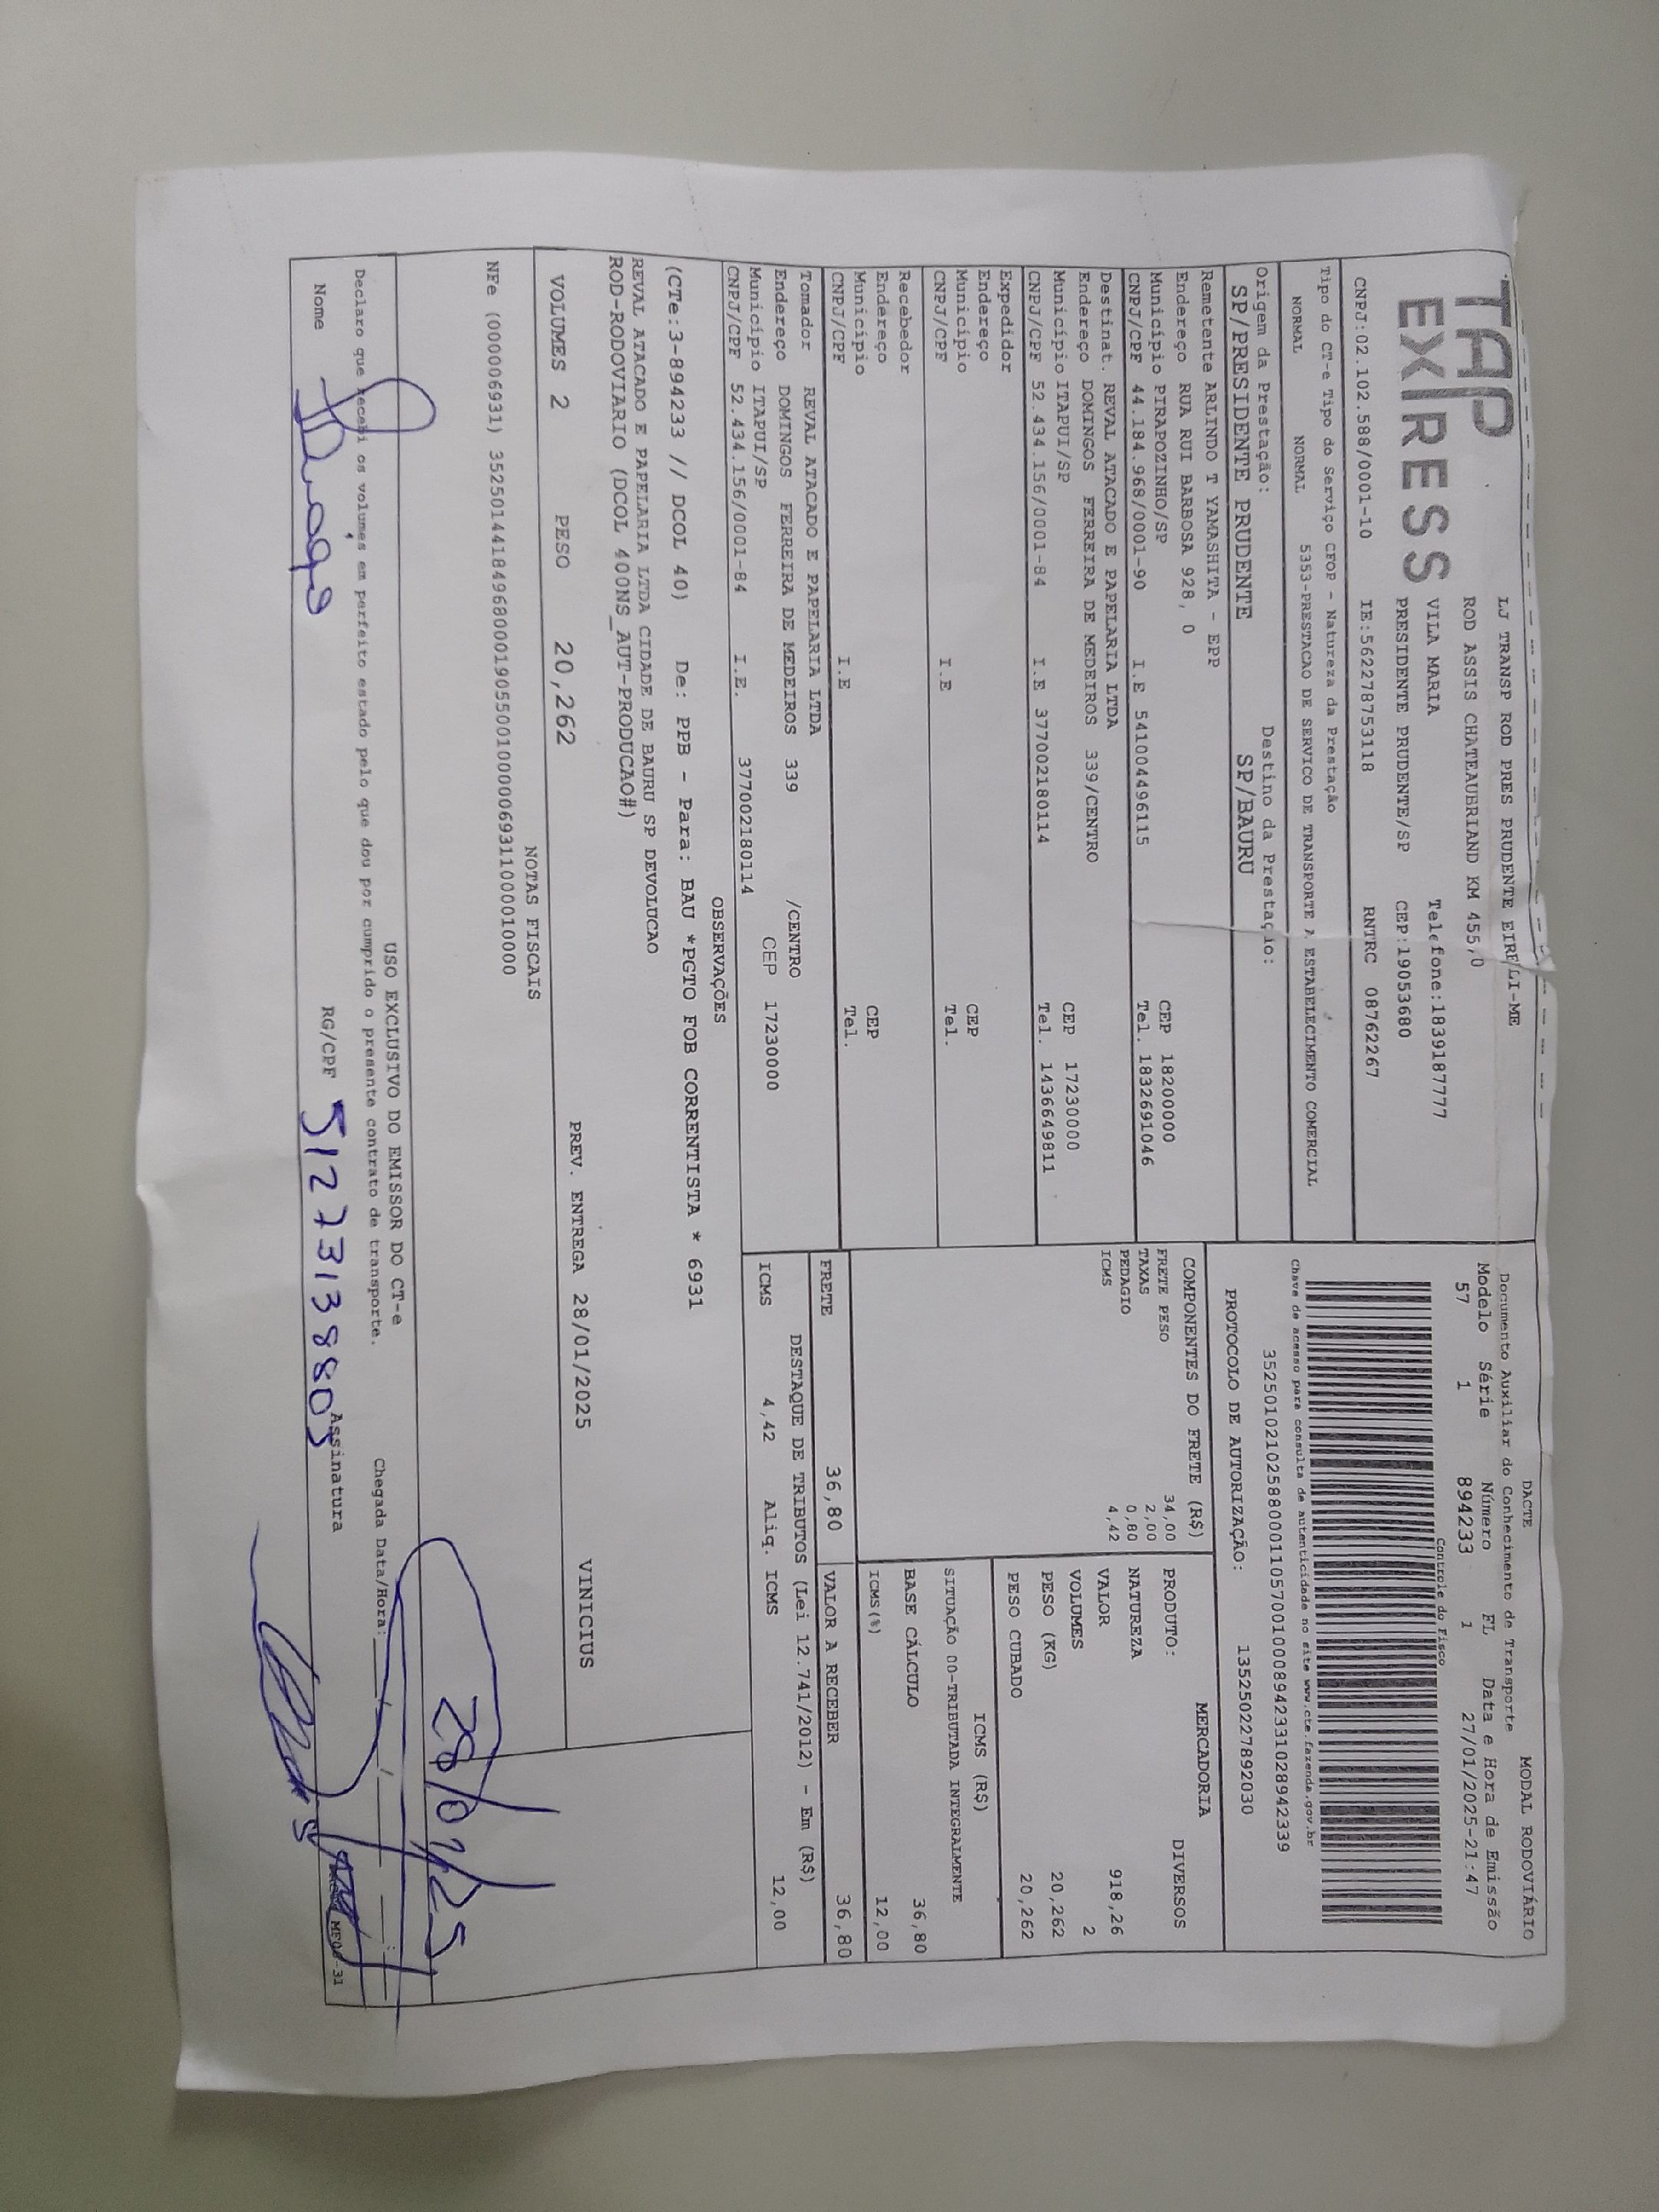 TAP
EXPRESS
LJ TRANSP ROD PRES PRUDENTE EIRELI-ME
ROD ASSIS CHATEAUBRIAND KM 455,0
VILA MARIA Telefone:1839187777
PRESIDENTE PRUDENTE/SP CEP:19053680
CNPJ:02.102.588/0001-10 IE:562278753118 RNTRC 08762267
Tipo do CT-e Tipo do Serviço CFOP - Natureza da Prestação
NORMAL NORMAL 5353-PRESTACAO DE SERVICO DE TRANSPORTE A ESTABELECIMENTO COMERCIAL
Origem da Prestação: Destino da Prestação:
SP/PRESIDENTE PRUDENTE SP/BAURU
DACTE MODAL RODOVIÁRIO
Documento Auxiliar do Conhecimento de Transporte
Modelo Série Número FL Data e Hora de Emissão
57 1 894233 1 27/01/2025-21:47
Controle do Fisco
Chave de acesso para consulta de autenticidade no site www.cte.fazenda.gov.br
35250102102588000110570010008942331028942339
PROTOCOLO DE AUTORIZAÇÃO: 135250227892030
Remetente ARLINDO T YAMASHITA - EPP
Endereço RUA RUI BARBOSA 928, 0
Município PIRAPOZINHO/SP CEP 18200000
CNPJ/CPF 44.184.968/0001-90 I.E 541004496115 Tel. 1832691046
Destinat. REVAL ATACADO E PAPELARIA LTDA
Endereço DOMINGOS FERREIRA DE MEDEIROS 339/CENTRO
Município ITAPUI/SP CEP 17230000
CNPJ/CPF 52.434.156/0001-84 I.E 377002180114 Tel. 1436649811
Expedidor
Endereço
Município CEP
CNPJ/CPF I.E Tel.
Recebedor
Endereço
Município CEP
CNPJ/CPF I.E Tel.
Tomador REVAL ATACADO E PAPELARIA LTDA
Endereço DOMINGOS FERREIRA DE MEDEIROS 339 /CENTRO
Município ITAPUI/SP CEP 17230000
CNPJ/CPF 52.434.156/0001-84 I.E. 377002180114
COMPONENTES DO FRETE (R$)
FRETE PESO 34,00
TAXAS 2,00
PEDAGIO 0,80
ICMS 4,42
MERCADORIA
PRODUTO: DIVERSOS
NATUREZA
VALOR 918,26
VOLUMES 2
PESO (KG) 20,262
PESO CUBADO 20,262
ICMS (R$)
SITUAÇÃO 00-TRIBUTADA INTEGRALMENTE
BASE CÁLCULO 36,80
ICMS(%) 12,00
FRETE 36,80 VALOR A RECEBER 36,80
DESTAQUE DE TRIBUTOS (Lei 12.741/2012) - Em (R$)
ICMS 4,42 Aliq. ICMS 12,00
OBSERVAÇÕES
(CTe:3-894233 // DCOL 40) De: PPB - Para: BAU *PGTO FOB CORRENTISTA * 6931
REVAL ATACADO E PAPELARIA LTDA CIDADE DE BAURU SP DEVOLUCAO
ROD-RODOVIARIO (DCOL 400NS_AUT-PRODUCAO#)
VOLUMES 2 PESO 20,262 PREV. ENTREGA 28/01/2025 VINICIUS
NOTAS FISCAIS
NFe (000006931) 35250144184968000190550010000069311000010000
28/01/25
USO EXCLUSIVO DO EMISSOR DO CT-e
Declaro que recebi os volumes em perfeito estado pelo que dou por cumprido o presente contrato de transporte. Chegada Data/Hora:
Nome RG/CPF 51273138803 Assinatura